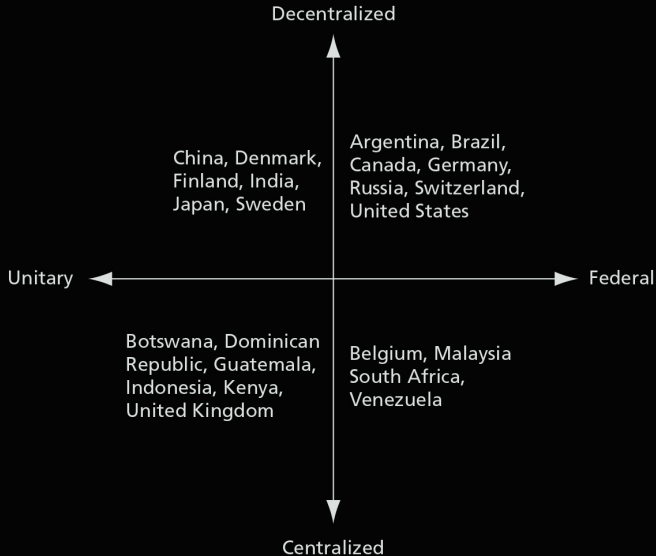 Decentralized
China, Denmark,
Finland, India,
Japan, Sweden
Argentina, Brazil,
Canada, Germany,
Russia, Switzerland,
United States
Unitary
Federal
Botswana, Dominican
Republic, Guatemala,
Indonesia, Kenya,
United Kingdom
Belgium, Malaysia
South Africa,
Venezuela
Centralized